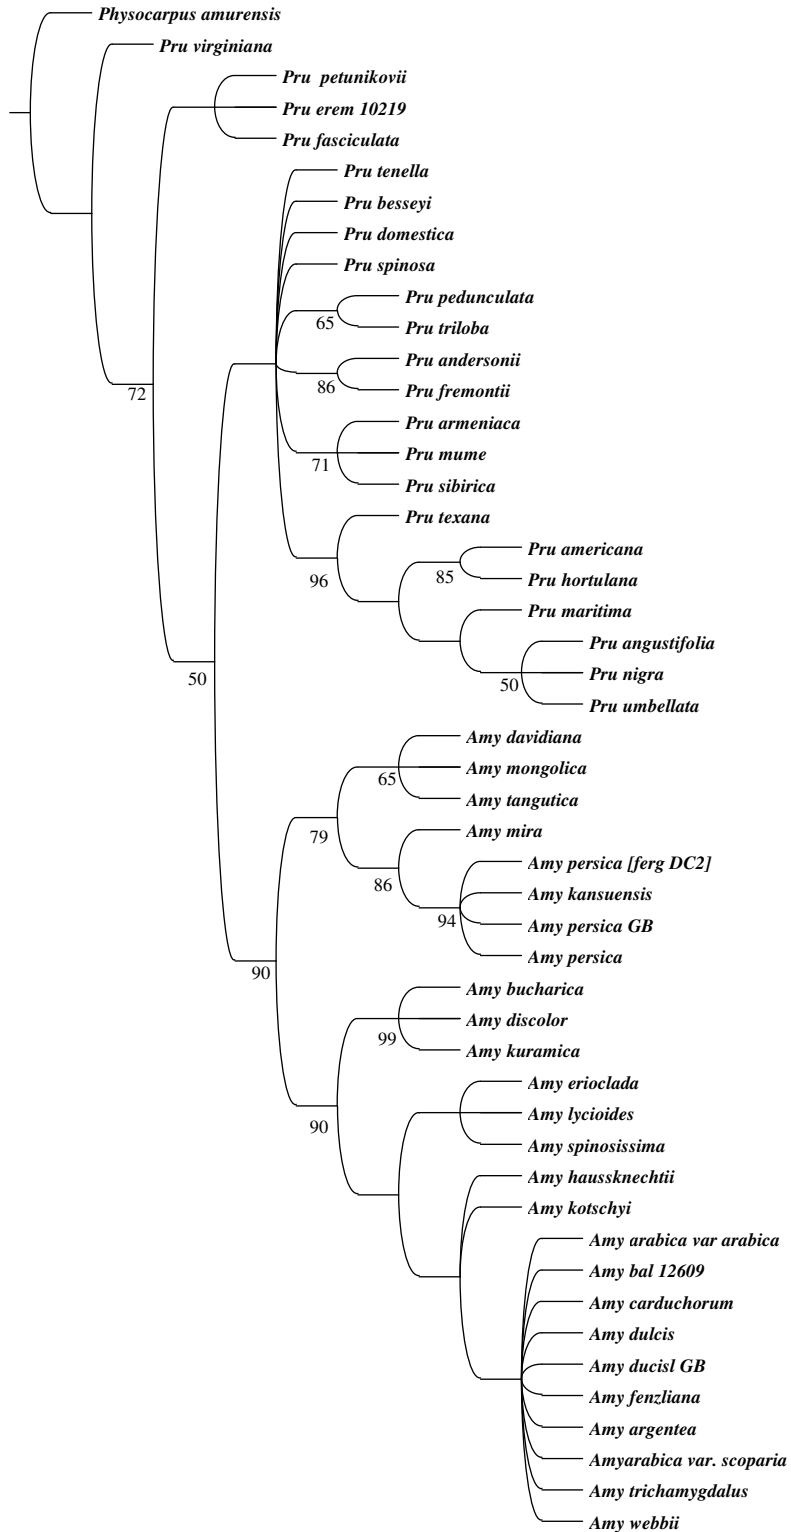 Physocarpus amurensis
Pru virginiana
Pru petunikovii
Pru erem 10219
Pru fasciculata
Pru tenella
Pru besseyi
Pru domestica
Pru spinosa
Pru pedunculata
65
Pru triloba
Pru andersonii
86
Pru fremontii
72
Pru armeniaca
Pru mume
71
Pru sibirica
Pru texana
Pru americana
85
96
Pru hortulana
Pru maritima
Pru angustifolia
Pru nigra
50
50
Pru umbellata
Amy davidiana
Amy mongolica
65
Amy tangutica
Amy mira
79
Amy persica [ferg DC2]
86
Amy kansuensis
94
Amy persica GB
Amy persica
90
Amy bucharica
Amy discolor
99
Amy kuramica
Amy erioclada
Amy lycioides
90
Amy spinosissima
Amy haussknechtii
Amy kotschyi
Amy arabica var arabica
Amy bal 12609
Amy carduchorum
Amy dulcis
Amy ducisl GB
Amy fenzliana
Amy argentea
Amyarabica var. scoparia
Amy trichamygdalus
Amy webbii